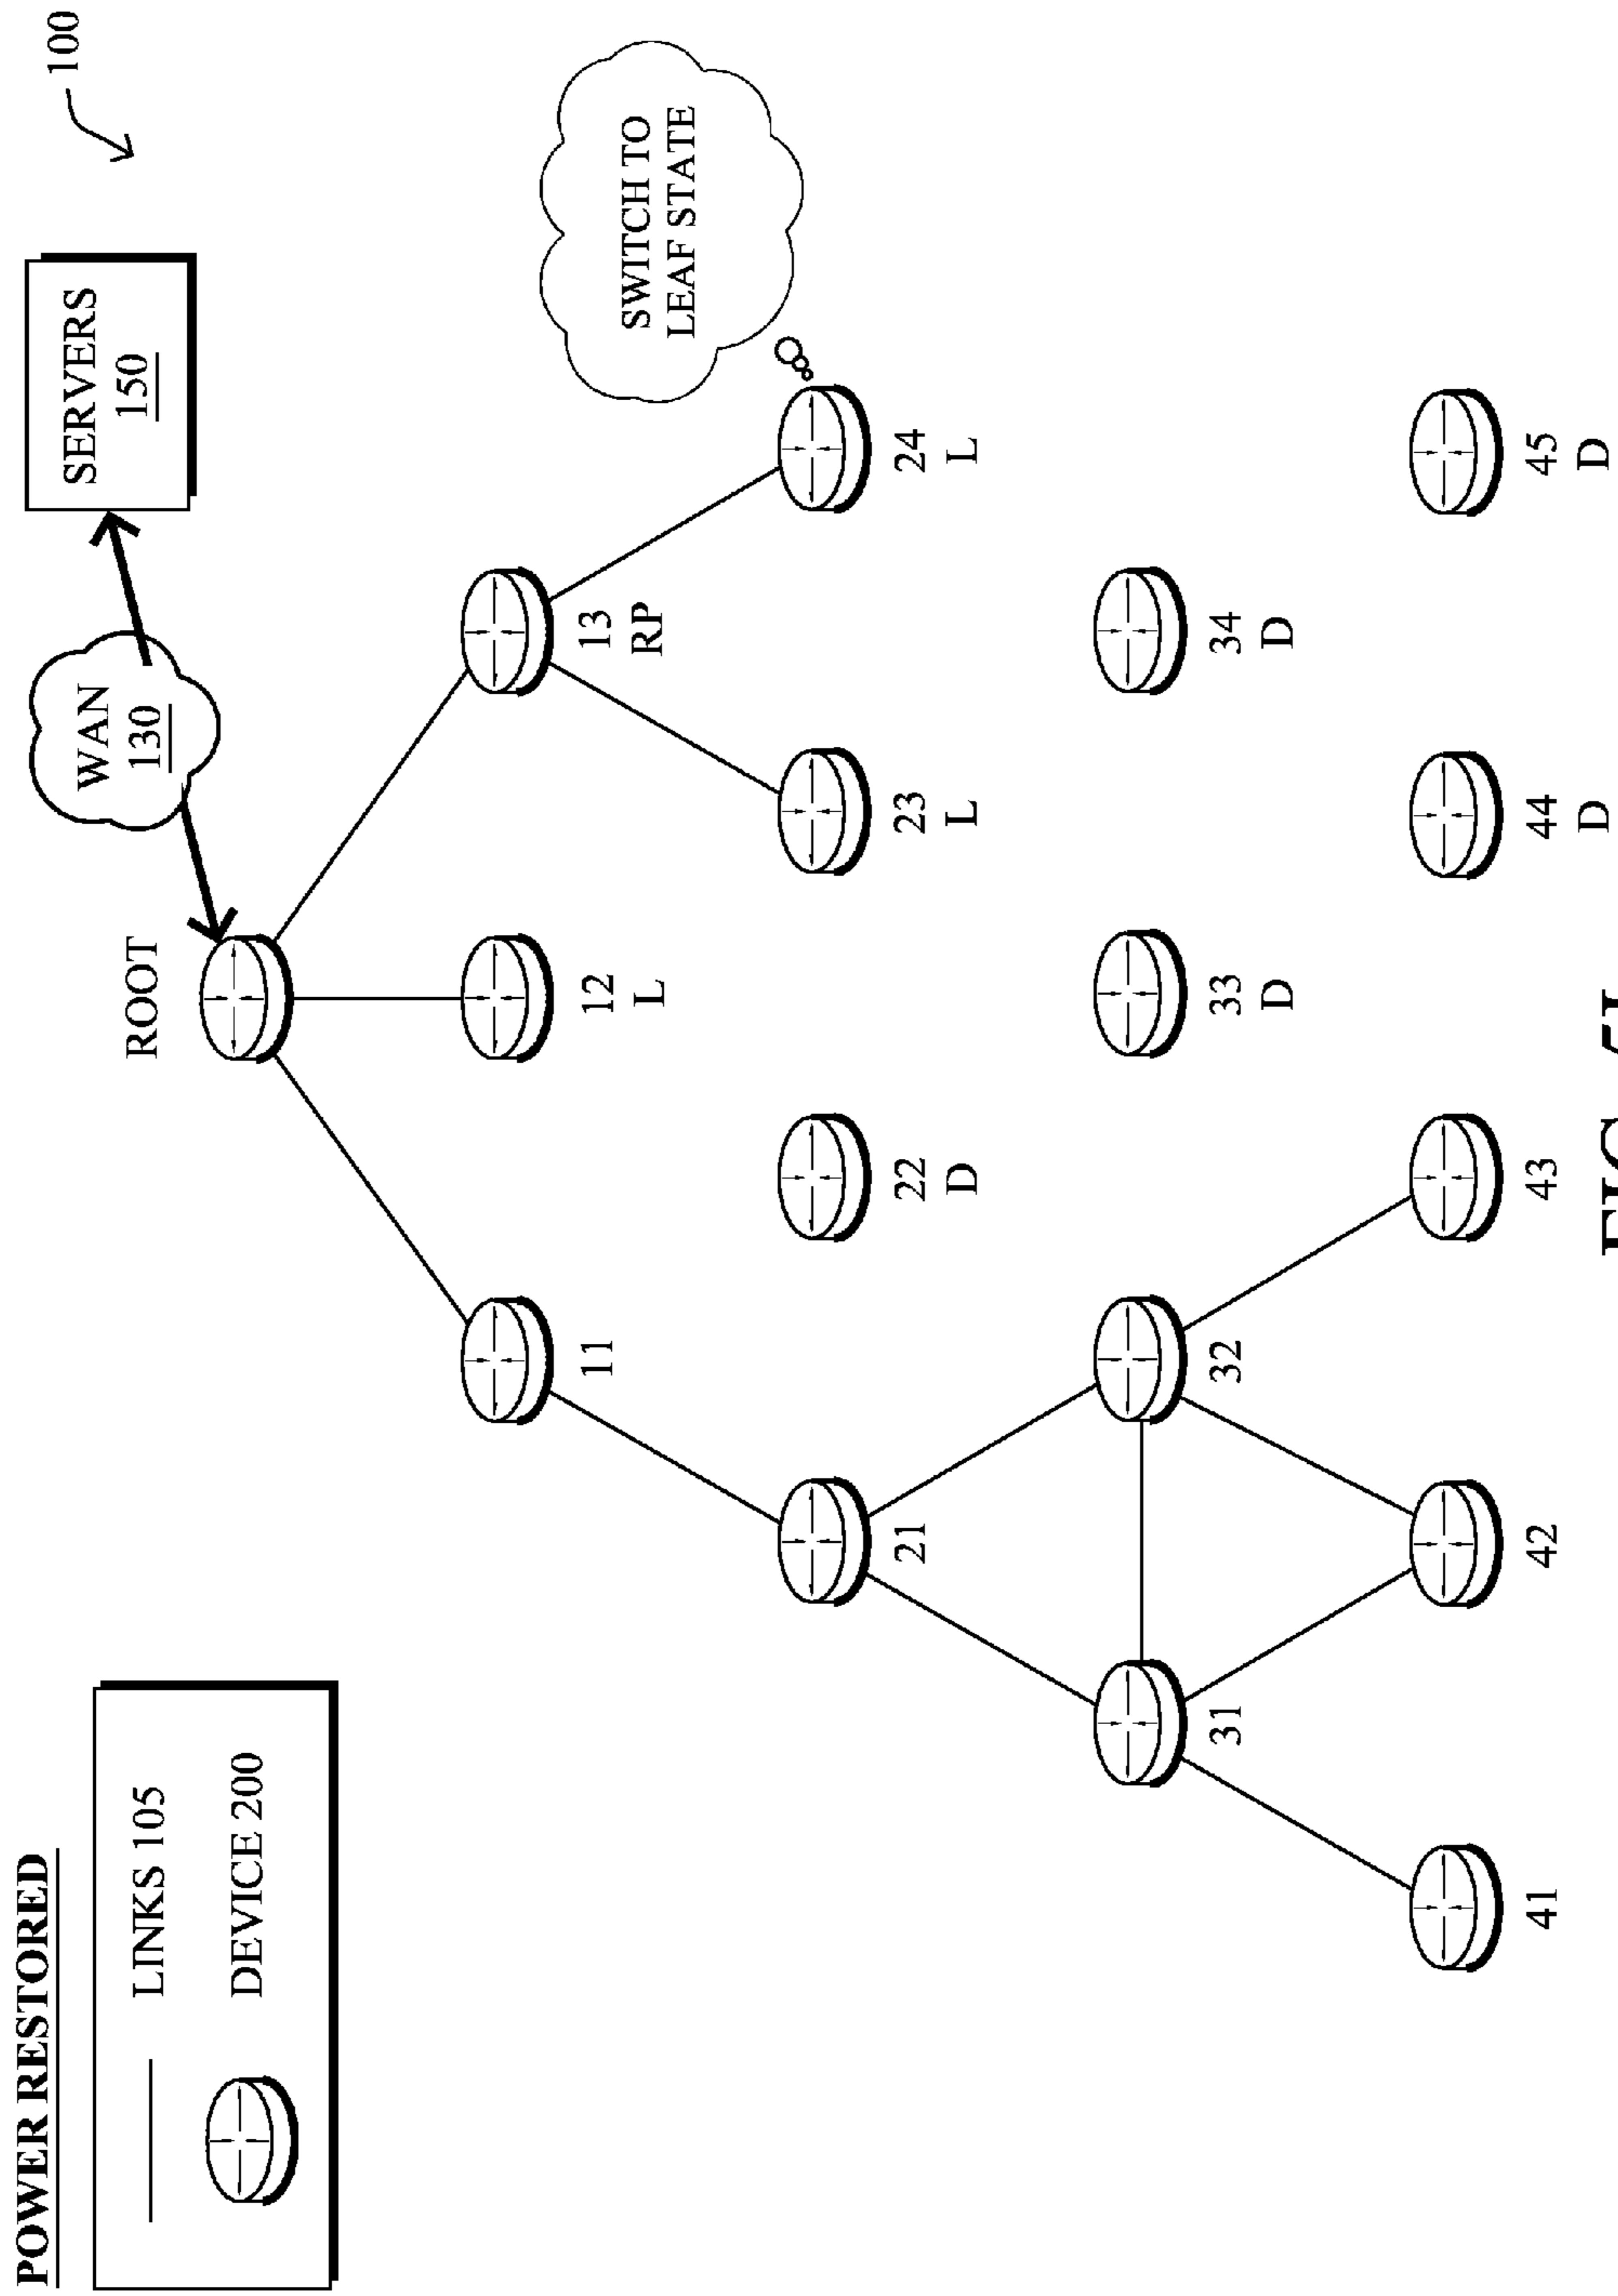 POWER RESTORED
LINKS 105
DEVICE 200
100
WAN
130
SERVERS
150
ROOT
11
12
L
13
RP
SWITCH TO
LEAF STATE
21
22
D
23
L
24
L
31
32
33
D
34
D
41
42
43
44
D
45
D